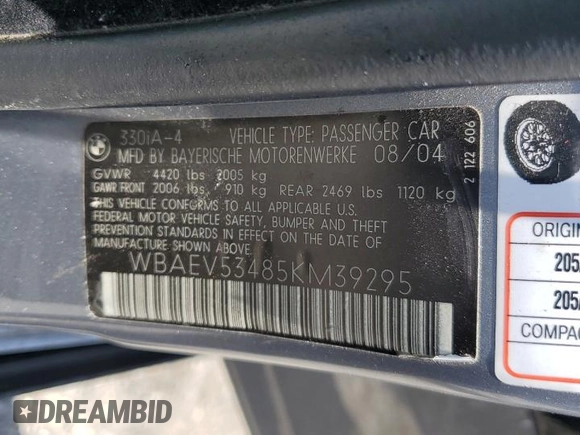 BMW
330iA-4 VEHICLE TYPE: PASSENGER CAR
MFD BY BAYERISCHE MOTORENWERKE 08/04
GVWR 4420 lbs 2005 kg
GAWR FRONT 2006 lbs 910 kg REAR 2469 lbs 1120 kg
THIS VEHICLE CONFORMS TO ALL APPLICABLE U.S.
FEDERAL MOTOR VEHICLE SAFETY, BUMPER AND THEFT
PREVENTION STANDARDS IN EFFECT ON THE DATE OF
MANUFACTURE SHOWN ABOVE
WBAEV53485KM39295
2 122 606
ORIGIN
205
205
COMPAC
DREAMBID